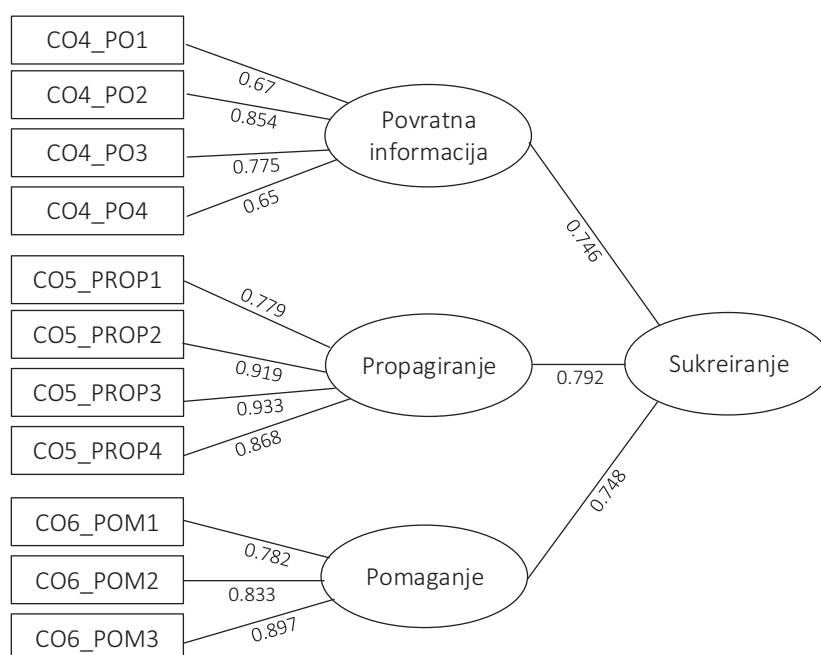 CO4_PO1
CO4_PO2
CO4_PO3
CO4_PO4
0.67
0.854
0.775
0.65
Povratna
informacija
0.746
CO5_PROP1
CO5_PROP2
CO5_PROP3
CO5_PROP4
0.779
0.919
0.933
0.868
Propagiranje
0.792
Sukreiranje
CO6_POM1
CO6_POM2
CO6_POM3
0.782
0.833
0.897
Pomaganje
0.748